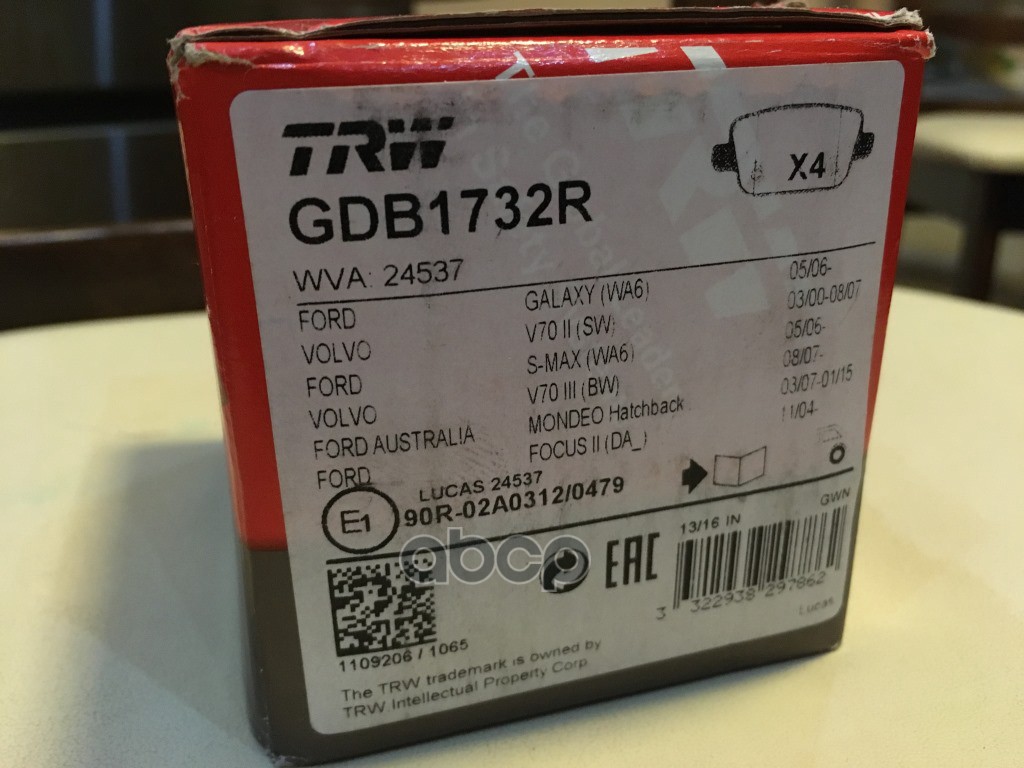 TRW
X4
GDB1732R
WVA: 24537
FORD GALAXY (WA6) 05/06-
VOLVO V70 II (SW) 03/00-08/07
FORD S-MAX (WA6) 05/06-
VOLVO V70 III (BW) 08/07-
FORD AUSTRALIA MONDEO Hatchback 03/07-01/15
FORD FOCUS II (DA_) 11/04-
LUCAS 24537
E1 90R-02A0312/0479
13/16 IN GWN
abcp
EAC
3 322938 297862
Lucas
1109206 / 1065
The TRW trademark is owned by
TRW Intellectual Property Corp.